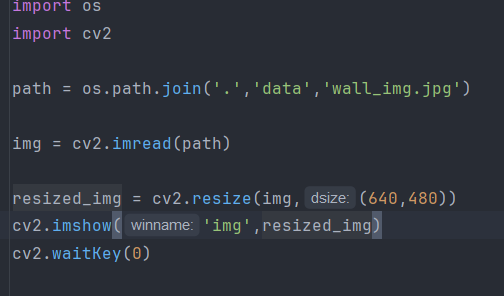 import os
import cv2
path = os.path.join('.','data','wall_img.jpg')
img = cv2.imread(path)
resized_img = cv2.resize(img, dsize: (640,480))
cv2.imshow( winname: 'img',resized_img)
cv2.waitKey(0)